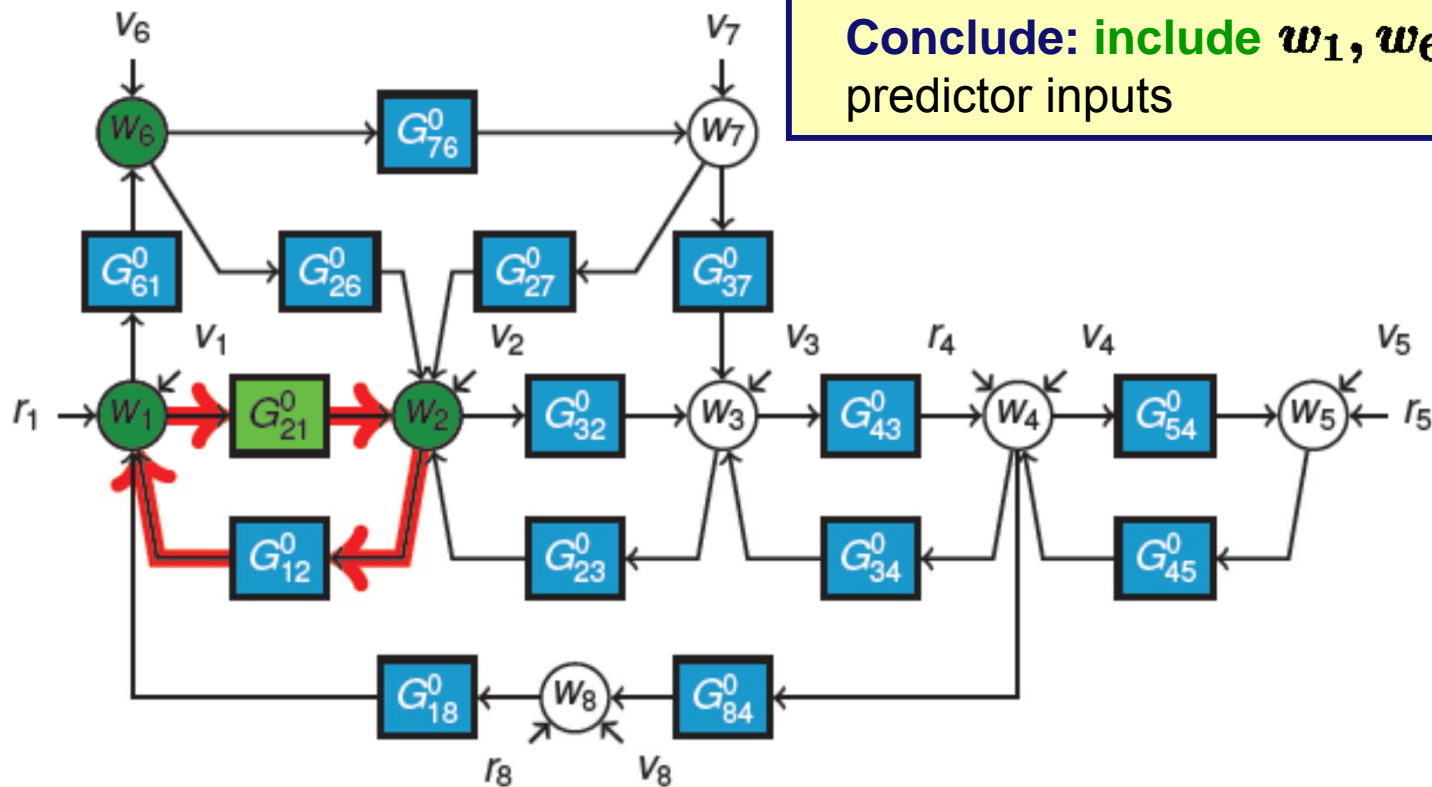 Conclude: include w₁, w₆
predictor inputs
v₆ v₇
w₆ G⁰₇₆ w₇
G⁰₆₁ G⁰₂₆ G⁰₂₇ G⁰₃₇
v₁ v₂ v₃ r₄ v₄ v₅
r₁ w₁ G⁰₂₁ w₂ G⁰₃₂ w₃ G⁰₄₃ w₄ G⁰₅₄ w₅ r₅
G⁰₁₂ G⁰₂₃ G⁰₃₄ G⁰₄₅
G⁰₁₈ w₈ G⁰₈₄
r₈ v₈